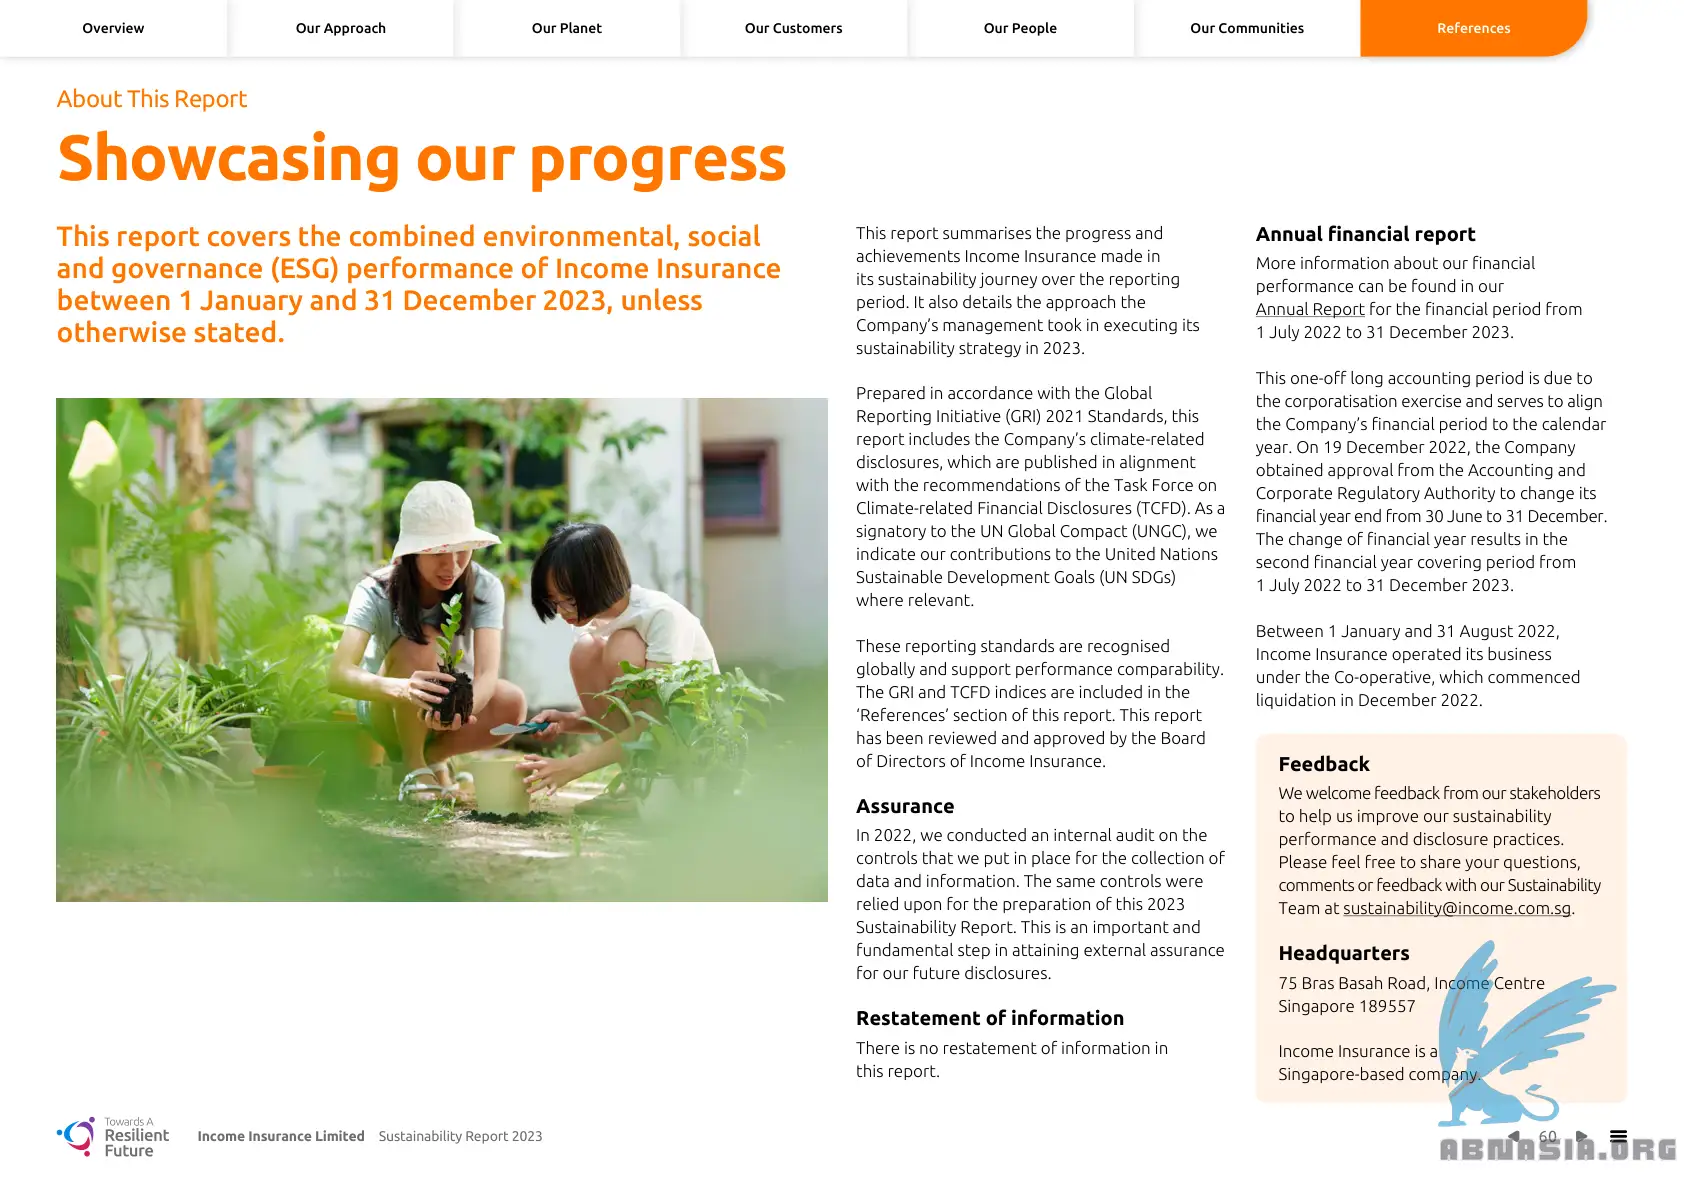 Overview
Our Approach
Our Planet
Our Customers
Our People
Our Communities
References
About This Report
Showcasing our progress
This report covers the combined environmental, social
and governance (ESG) performance of Income Insurance
between 1 January and 31 December 2023, unless
otherwise stated.
This report summarises the progress and
achievements Income Insurance made in
its sustainability journey over the reporting
period. It also details the approach the
Company’s management took in executing its
sustainability strategy in 2023.
Prepared in accordance with the Global
Reporting Initiative (GRI) 2021 Standards, this
report includes the Company’s climate-related
disclosures, which are published in alignment
with the recommendations of the Task Force on
Climate-related Financial Disclosures (TCFD). As a
signatory to the UN Global Compact (UNGC), we
indicate our contributions to the United Nations
Sustainable Development Goals (UN SDGs)
where relevant.
These reporting standards are recognised
globally and support performance comparability.
The GRI and TCFD indices are included in the
‘References’ section of this report. This report
has been reviewed and approved by the Board
of Directors of Income Insurance.
Assurance
In 2022, we conducted an internal audit on the
controls that we put in place for the collection of
data and information. The same controls were
relied upon for the preparation of this 2023
Sustainability Report. This is an important and
fundamental step in attaining external assurance
for our future disclosures.
Restatement of information
There is no restatement of information in
this report.
Annual financial report
More information about our financial
performance can be found in our
Annual Report for the financial period from
1 July 2022 to 31 December 2023.
This one-off long accounting period is due to
the corporatisation exercise and serves to align
the Company’s financial period to the calendar
year. On 19 December 2022, the Company
obtained approval from the Accounting and
Corporate Regulatory Authority to change its
financial year end from 30 June to 31 December.
The change of financial year results in the
second financial year covering period from
1 July 2022 to 31 December 2023.
Between 1 January and 31 August 2022,
Income Insurance operated its business
under the Co-operative, which commenced
liquidation in December 2022.
Feedback
We welcome feedback from our stakeholders
to help us improve our sustainability
performance and disclosure practices.
Please feel free to share your questions,
comments or feedback with our Sustainability
Team at sustainability@income.com.sg.
Headquarters
75 Bras Basah Road, Income Centre
Singapore 189557
Income Insurance is a
Singapore-based company.
Towards A
Resilient
Future
Income Insurance Limited Sustainability Report 2023
60
ABNASIA.ORG